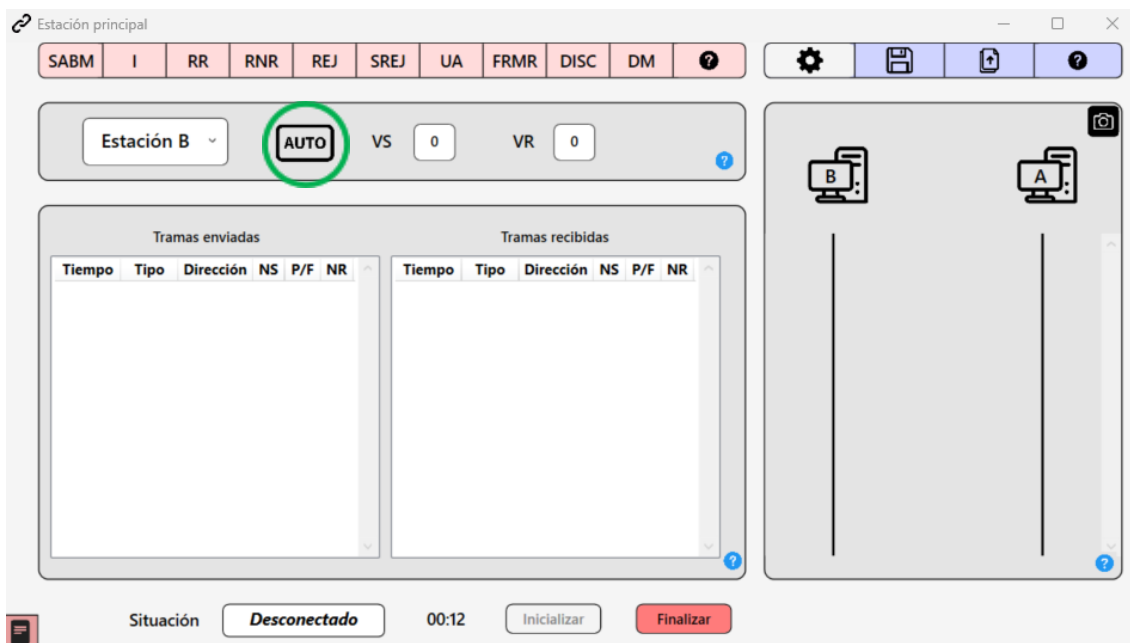 Estación principal
SABM I RR RNR REJ SREJ UA FRMR DISC DM ?
?
Estación B AUTO VS 0 VR 0
?
B A
Tramas enviadas Tramas recibidas
Tiempo Tipo Dirección NS P/F NR Tiempo Tipo Dirección NS P/F NR
? ?
Situación Desconectado 00:12 Inicializar Finalizar